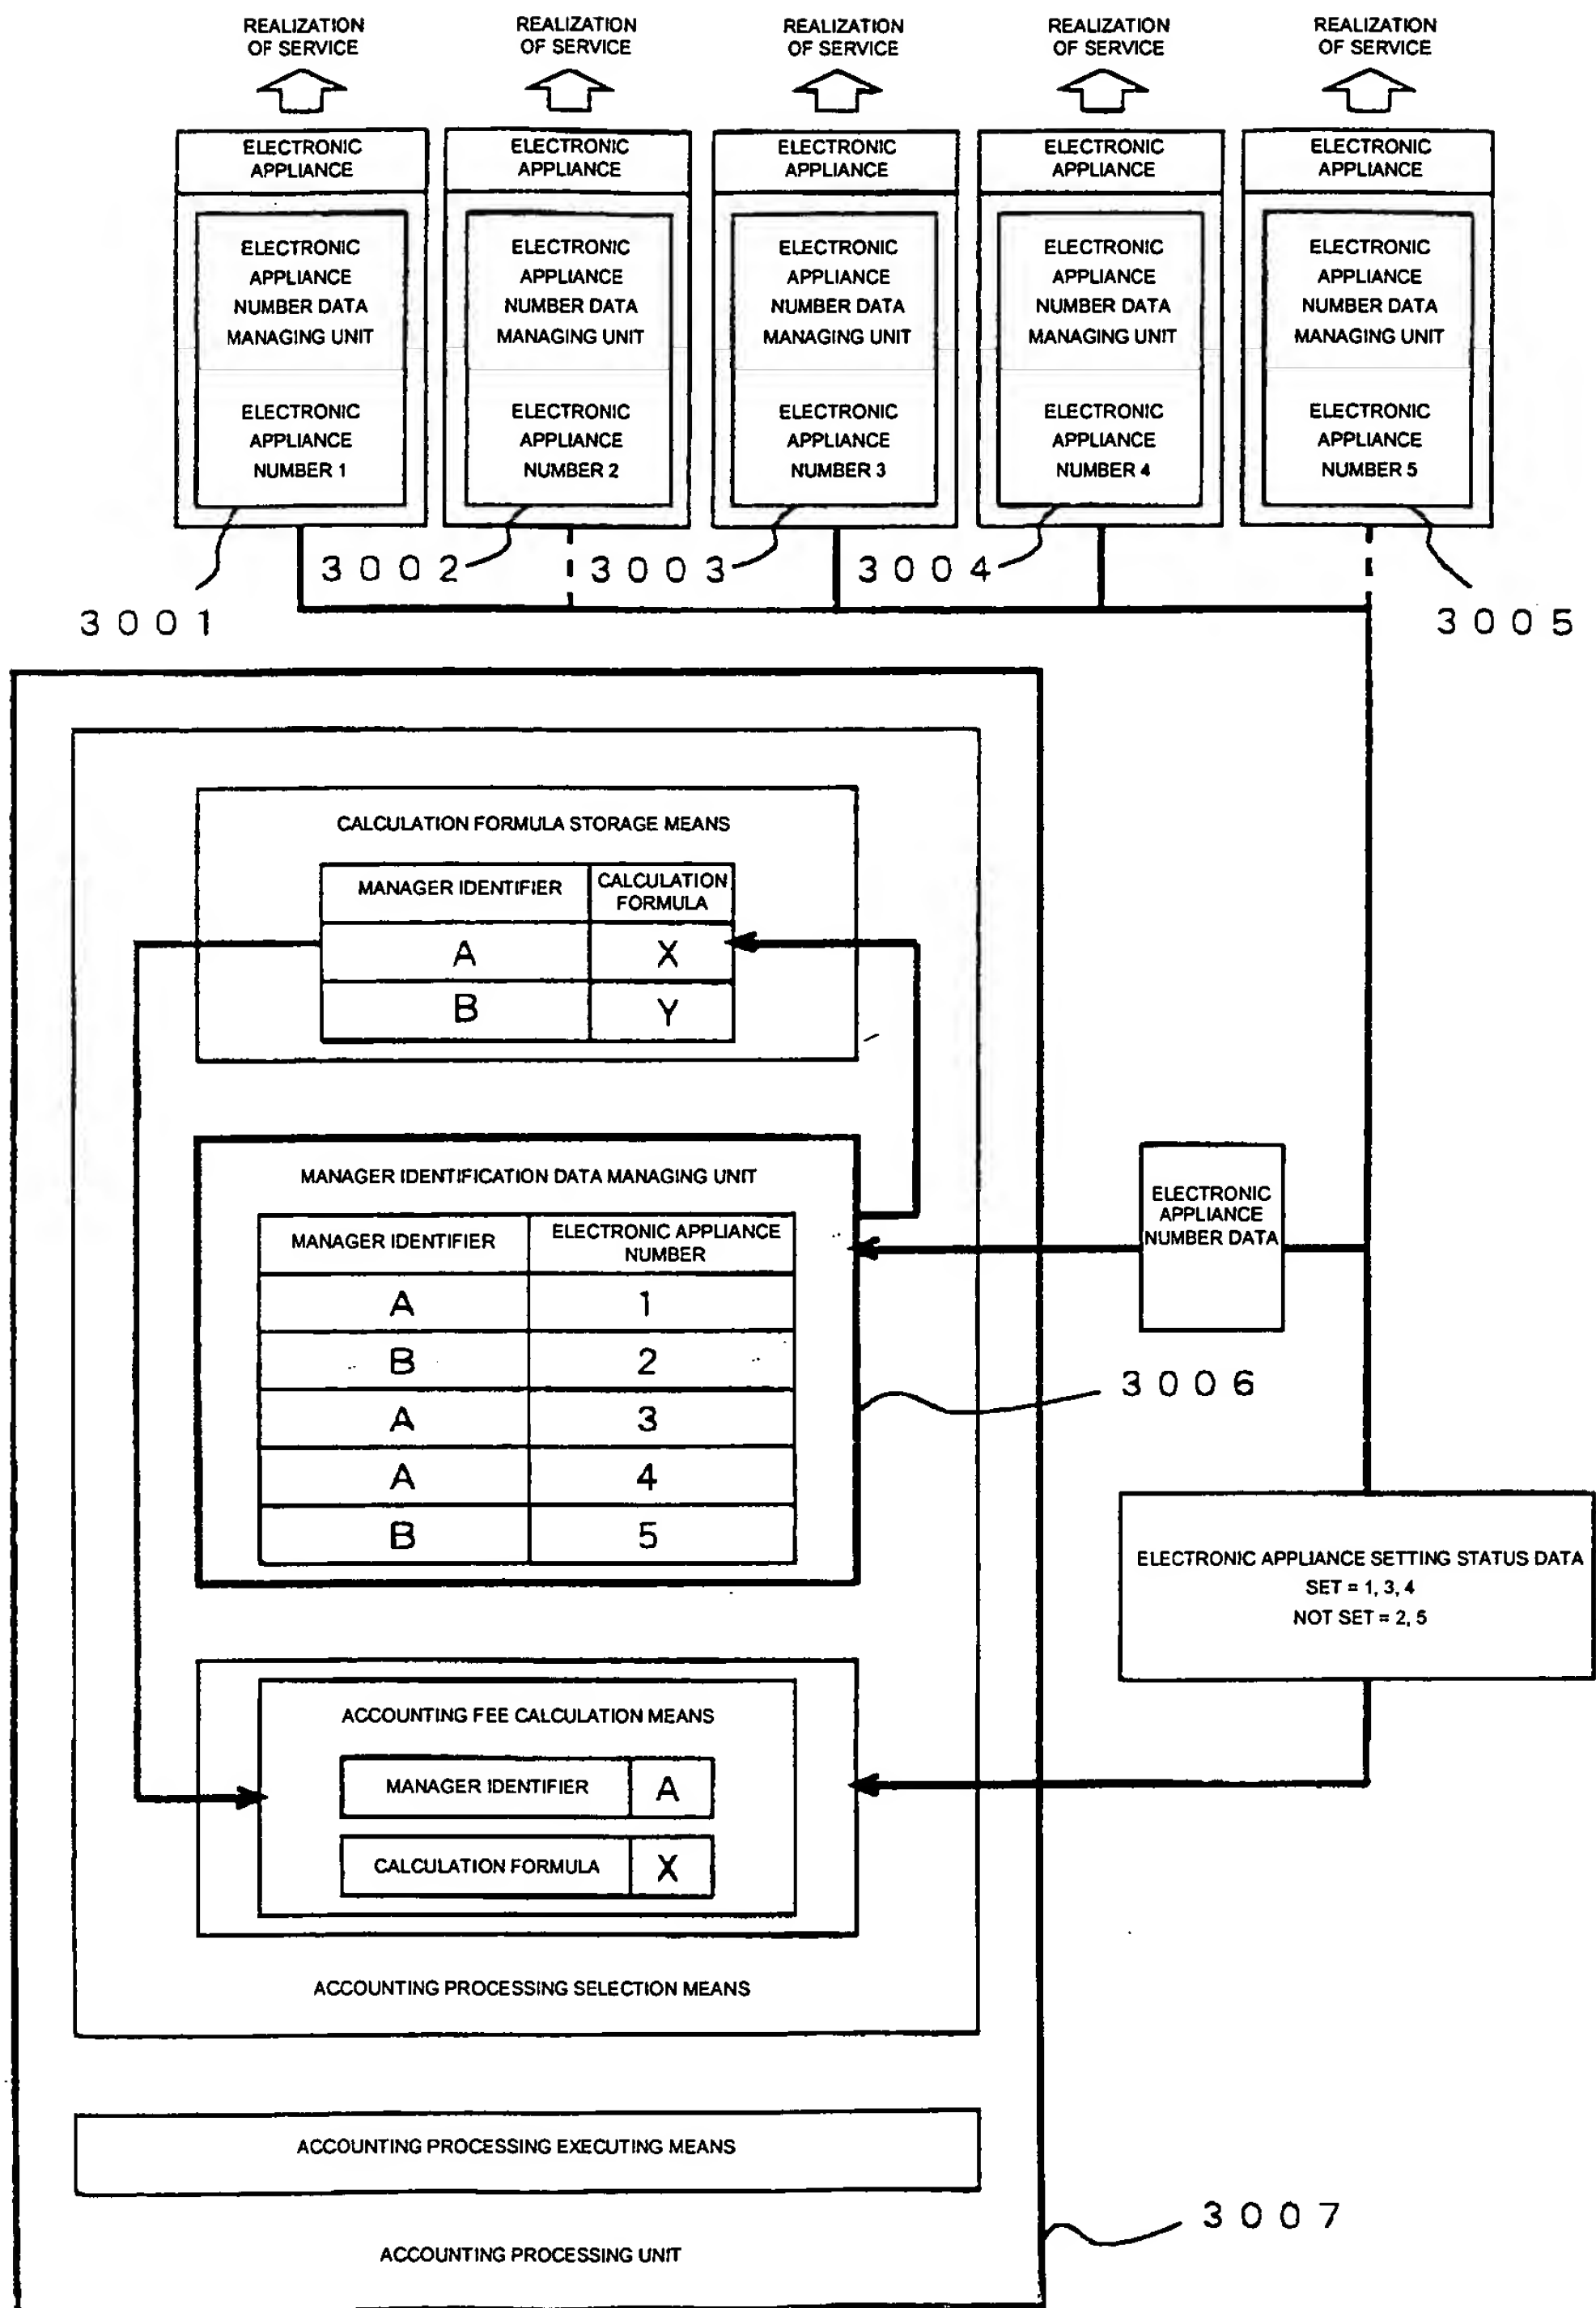 REALIZATION
OF SERVICE
REALIZATION
OF SERVICE
REALIZATION
OF SERVICE
REALIZATION
OF SERVICE
REALIZATION
OF SERVICE
ELECTRONIC
APPLIANCE
ELECTRONIC
APPLIANCE
ELECTRONIC
APPLIANCE
ELECTRONIC
APPLIANCE
ELECTRONIC
APPLIANCE
ELECTRONIC
APPLIANCE
NUMBER DATA
MANAGING UNIT
ELECTRONIC
APPLIANCE
NUMBER 1
ELECTRONIC
APPLIANCE
NUMBER DATA
MANAGING UNIT
ELECTRONIC
APPLIANCE
NUMBER 2
ELECTRONIC
APPLIANCE
NUMBER DATA
MANAGING UNIT
ELECTRONIC
APPLIANCE
NUMBER 3
ELECTRONIC
APPLIANCE
NUMBER DATA
MANAGING UNIT
ELECTRONIC
APPLIANCE
NUMBER 4
ELECTRONIC
APPLIANCE
NUMBER DATA
MANAGING UNIT
ELECTRONIC
APPLIANCE
NUMBER 5
3001
3002
3003
3004
3005
CALCULATION FORMULA STORAGE MEANS
MANAGER IDENTIFIER
CALCULATION
FORMULA
A X
B Y
MANAGER IDENTIFICATION DATA MANAGING UNIT
MANAGER IDENTIFIER
ELECTRONIC APPLIANCE
NUMBER
A 1
B 2
A 3
A 4
B 5
ELECTRONIC
APPLIANCE
NUMBER DATA
3006
ELECTRONIC APPLIANCE SETTING STATUS DATA
SET = 1, 3, 4
NOT SET = 2, 5
ACCOUNTING FEE CALCULATION MEANS
MANAGER IDENTIFIER A
CALCULATION FORMULA X
ACCOUNTING PROCESSING SELECTION MEANS
ACCOUNTING PROCESSING EXECUTING MEANS
3007
ACCOUNTING PROCESSING UNIT